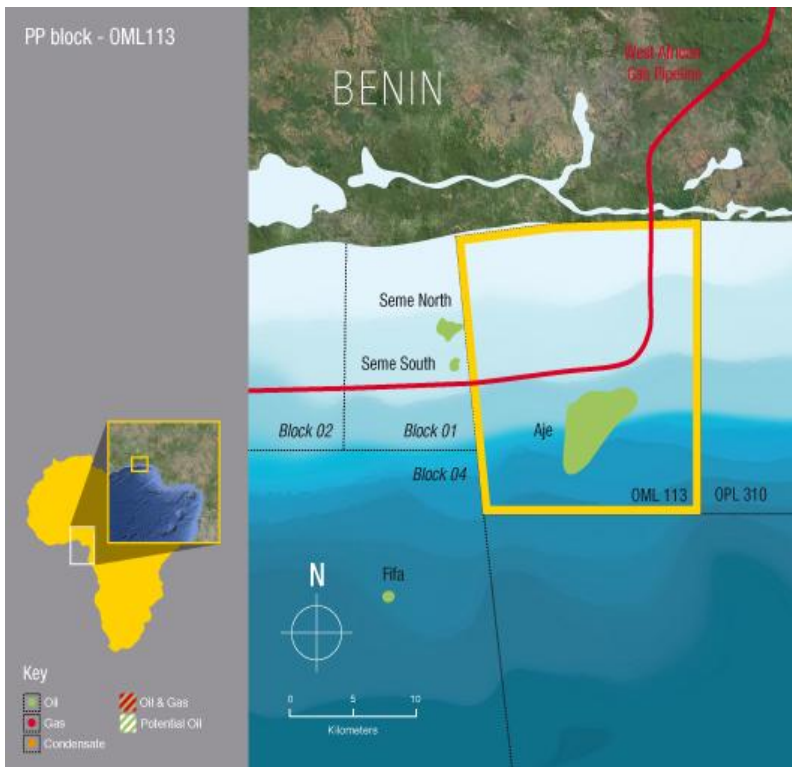 PP block - OML113
BENIN
West African
Gas Pipeline
Seme North
Seme South
Block 02
Block 01
Aje
Block 04
OML 113
OPL 310
N
Fifa
Key
Oil
Oil & Gas
Gas
Potential Oil
Condensate
0 5 10
Kilometers